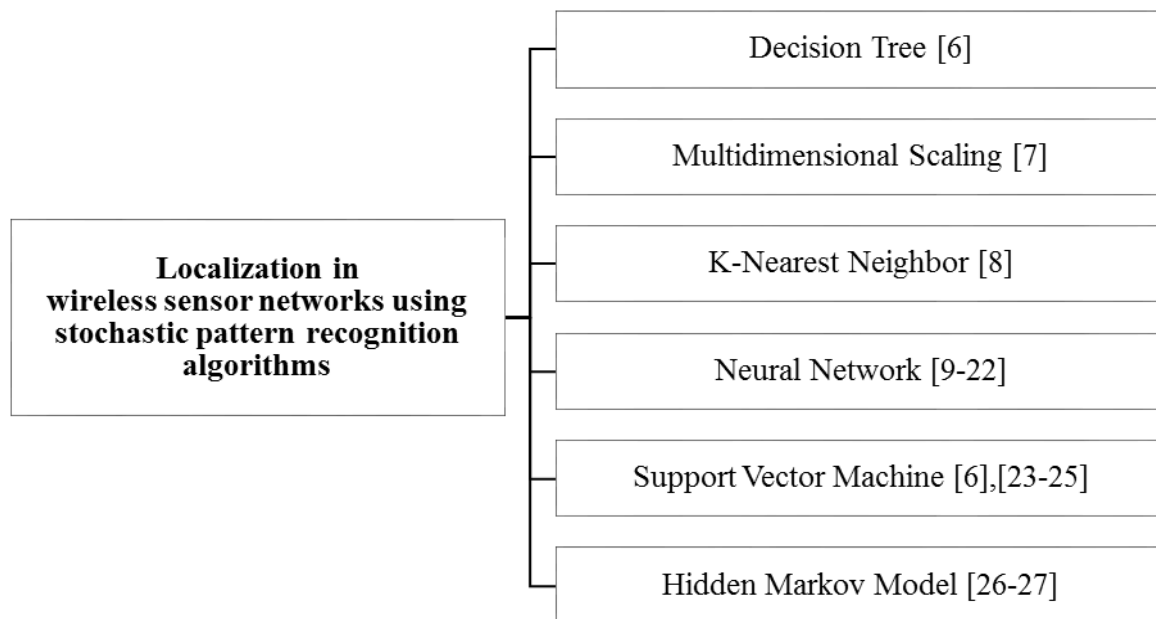 Decision Tree [6]
Multidimensional Scaling [7]
Localization in
wireless sensor networks using
stochastic pattern recognition
algorithms
K-Nearest Neighbor [8]
Neural Network [9-22]
Support Vector Machine [6],[23-25]
Hidden Markov Model [26-27]